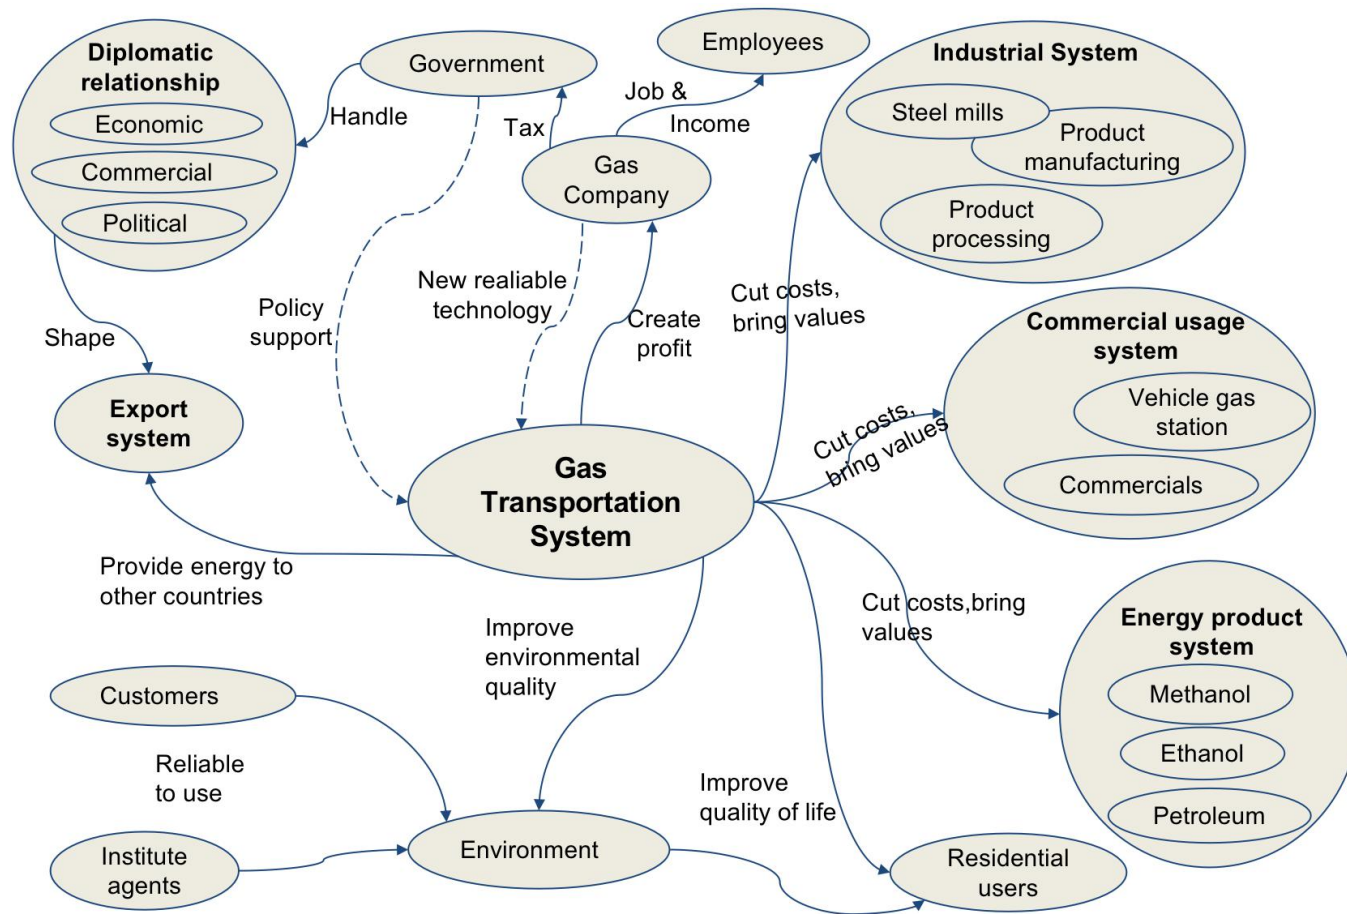 Diplomatic
relationship
Economic
Commercial
Political
Handle
Government
Tax
Job &
Income
Employees
Gas
Company
Industrial System
Steel mills
Product
manufacturing
Product
processing
Shape
Policy
support
New realiable
technology
Create
profit
Cut costs,
bring values
Commercial usage
system
Vehicle gas
station
Commercials
Export
system
Gas
Transportation
System
Cut costs,
bring values
Provide energy to
other countries
Improve
environmental
quality
Cut costs,bring
values
Energy product
system
Methanol
Ethanol
Petroleum
Customers
Reliable
to use
Institute
agents
Environment
Improve
quality of life
Residential
users